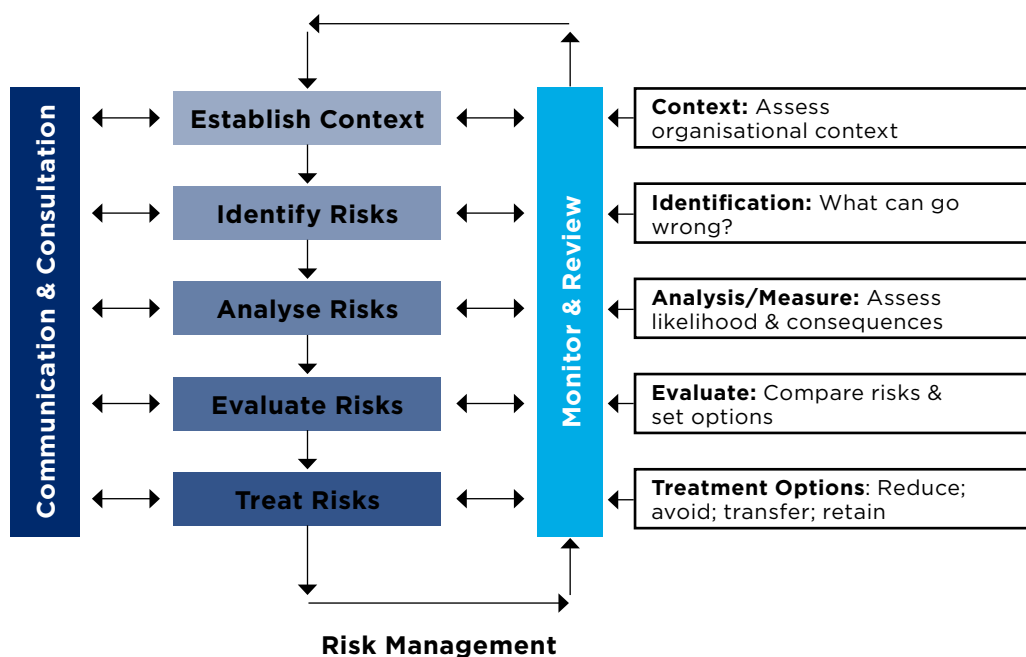 Communication & Consultation
Establish Context
Identify Risks
Analyse Risks
Evaluate Risks
Treat Risks
Monitor & Review
Context: Assess
organisational context
Identification: What can go
wrong?
Analysis/Measure: Assess
likelihood & consequences
Evaluate: Compare risks &
set options
Treatment Options: Reduce;
avoid; transfer; retain
Risk Management